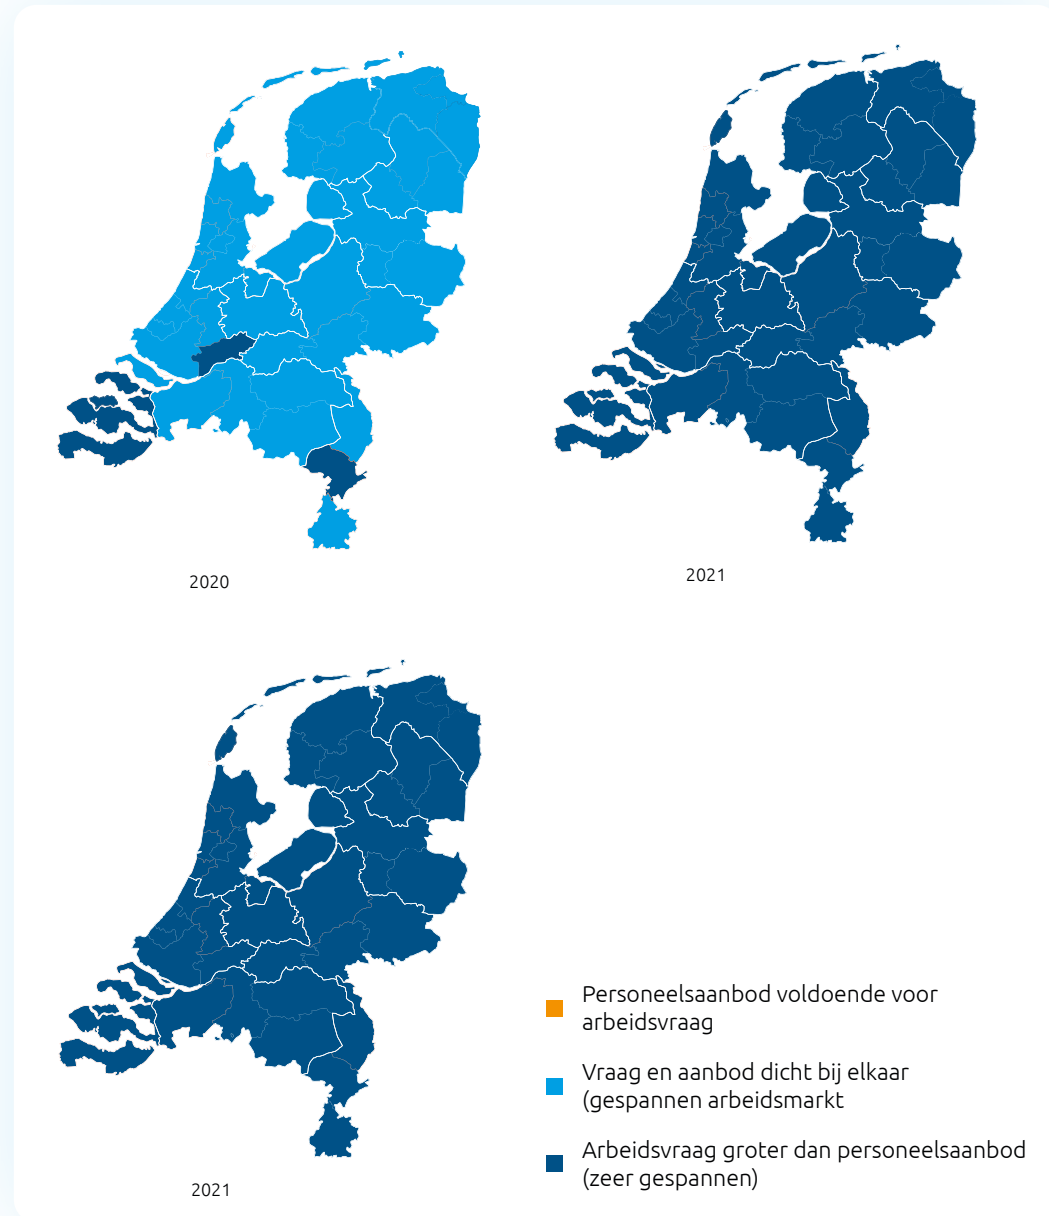 2020
2021
2021
Personeelsaanbod voldoende voor
arbeidsvraag
Vraag en aanbod dicht bij elkaar
(gespannen arbeidsmarkt
Arbeidsvraag groter dan personeelsaanbod
(zeer gespannen)